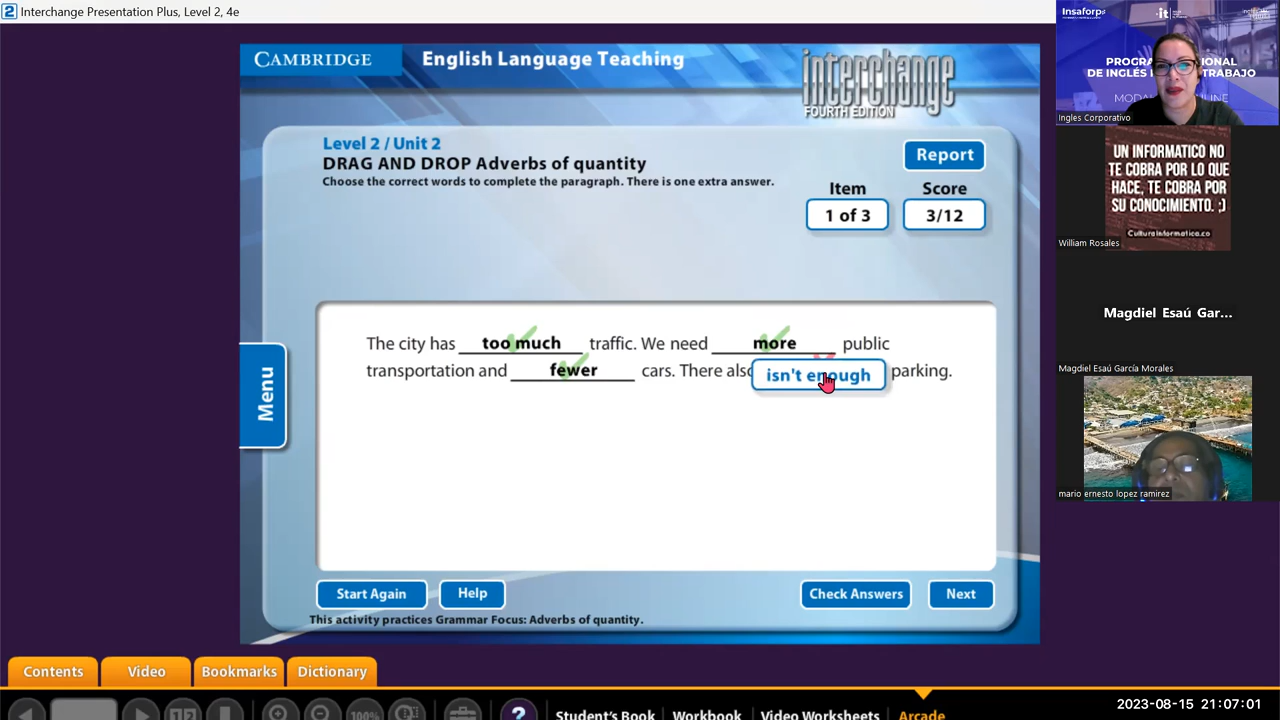 Interchange Presentation Plus, Level 2, 4e
CAMBRIDGE
English Language Teaching
interchange
FOURTH EDITION
Level 2 / Unit 2
DRAG AND DROP Adverbs of quantity
Choose the correct words to complete the paragraph. There is one extra answer.
Report
Item
Score
1 of 3
3/12
The city has too much traffic. We need more public
transportation and fewer cars. There also isn't enough parking.
Menu
Start Again
Help
Check Answers
Next
This activity practices Grammar Focus: Adverbs of quantity.
Contents
Video
Bookmarks
Dictionary
Student's Book
Workbook
Video Worksheets
Arcade
Insaforp
Ingles Corporativo
UN INFORMATICO NO
TE COBRA POR LO QUE
HACE, TE COBRA POR
SU CONOCIMIENTO. ;)
CulturaInformatica.co
William Rosales
Magdiel Esaú Gar...
Magdiel Esaú García Morales
mario ernesto lopez ramirez
2023-08-15 21:07:01